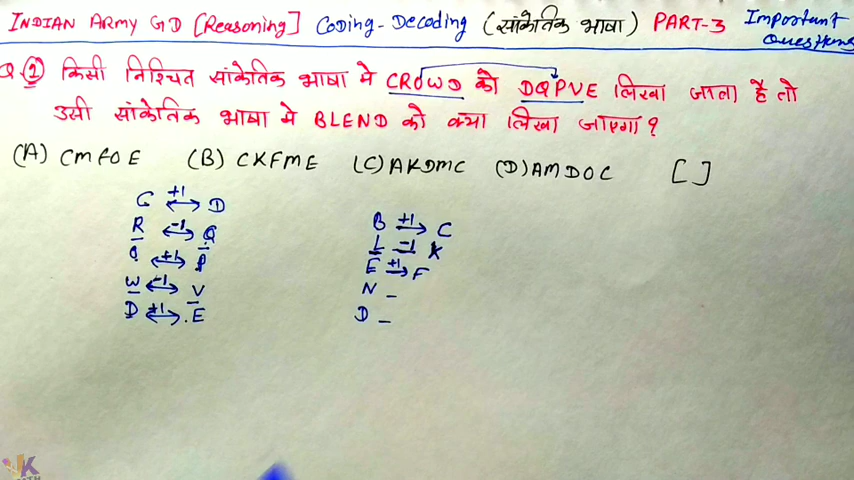 INDIAN ARMY GD [Reasoning] Coding-Decoding (सांकेतिक भाषा) PART-3 Important Questions
Q.2 किसी निश्चित सांकेतिक भाषा मे CROWD को DQPVE लिखा जाता है तो
उसी सांकेतिक भाषा मे BLEND को क्या लिखा जाएगा?
(A) CMFOE (B) CKFME (C) AKDMC (D) AMDOC [ ]
C +1 ↔ D
R -1 ↔ Q
O +1 ↔ P
W -1 ↔ V
D +1 ↔ E
B +1 → C
L -1 K
E +1 → F
N _
D _